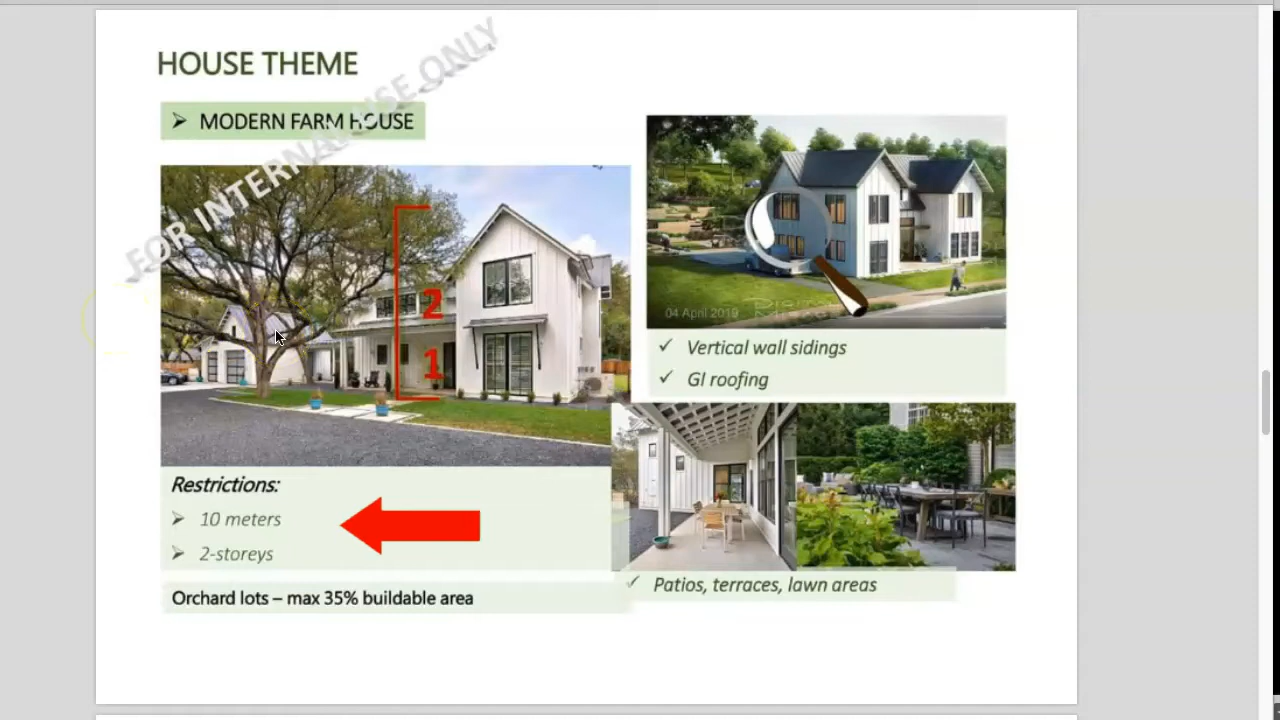 HOUSE THEME
➢ MODERN FARM HOUSE
FOR INTERNAL USE ONLY
2
1
04 April 2019
✓ Vertical wall sidings
✓ GI roofing
Restrictions:
➢ 10 meters
➢ 2-storeys
✓ Patios, terraces, lawn areas
Orchard lots – max 35% buildable area